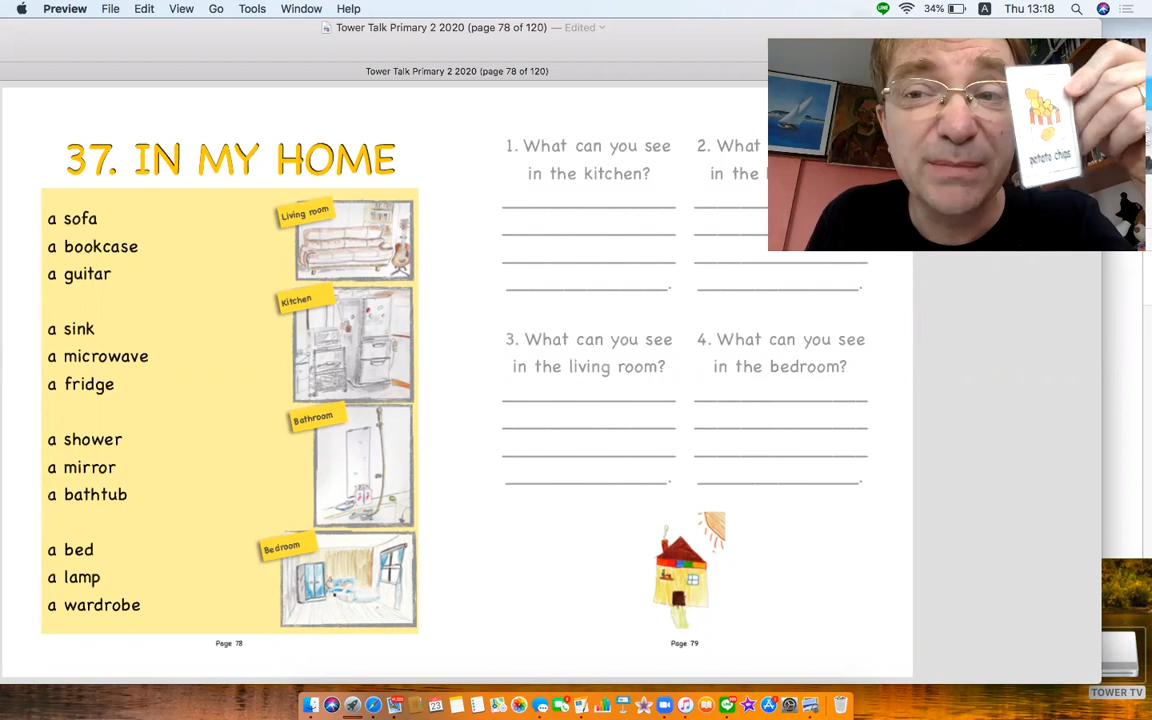 Preview File Edit View Go Tools Window Help
34% A Thu 13:18
Tower Talk Primary 2 2020 (page 78 of 120) — Edited
Tower Talk Primary 2 2020 (page 78 of 120)
37. IN MY HOME
a sofa
a bookcase
a guitar
a sink
a microwave
a fridge
a shower
a mirror
a bathtub
a bed
a lamp
a wardrobe
Living room
Kitchen
Bathroom
Bedroom
Page 78
1. What can you see
in the kitchen?
2. What
in the
3. What can you see
in the living room?
4. What can you see
in the bedroom?
Page 79
potato chips
23
TOWER TV